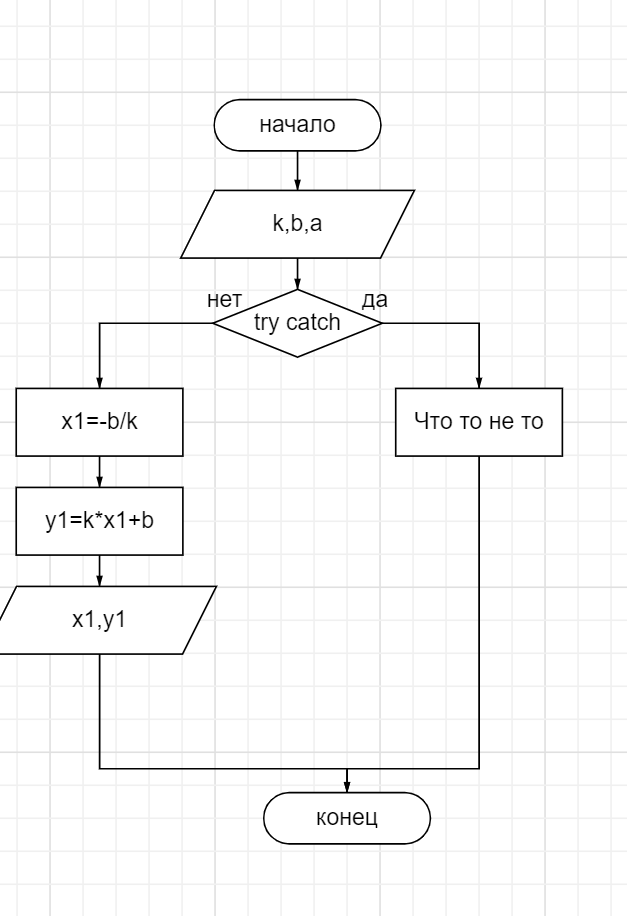 начало
k,b,a
нет
да
try catch
x1=-b/k
Что то не то
y1=k*x1+b
x1,y1
конец